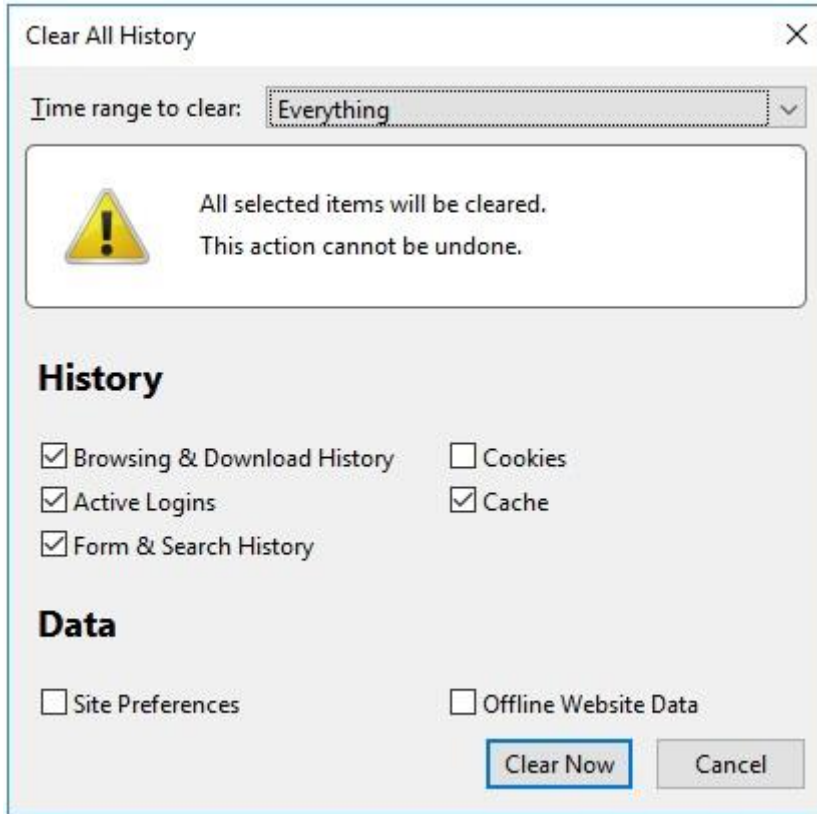 Clear All History
Time range to clear: Everything
All selected items will be cleared.
This action cannot be undone.
History
Browsing & Download History Cookies
Active Logins Cache
Form & Search History
Data
Site Preferences Offline Website Data
Clear Now Cancel